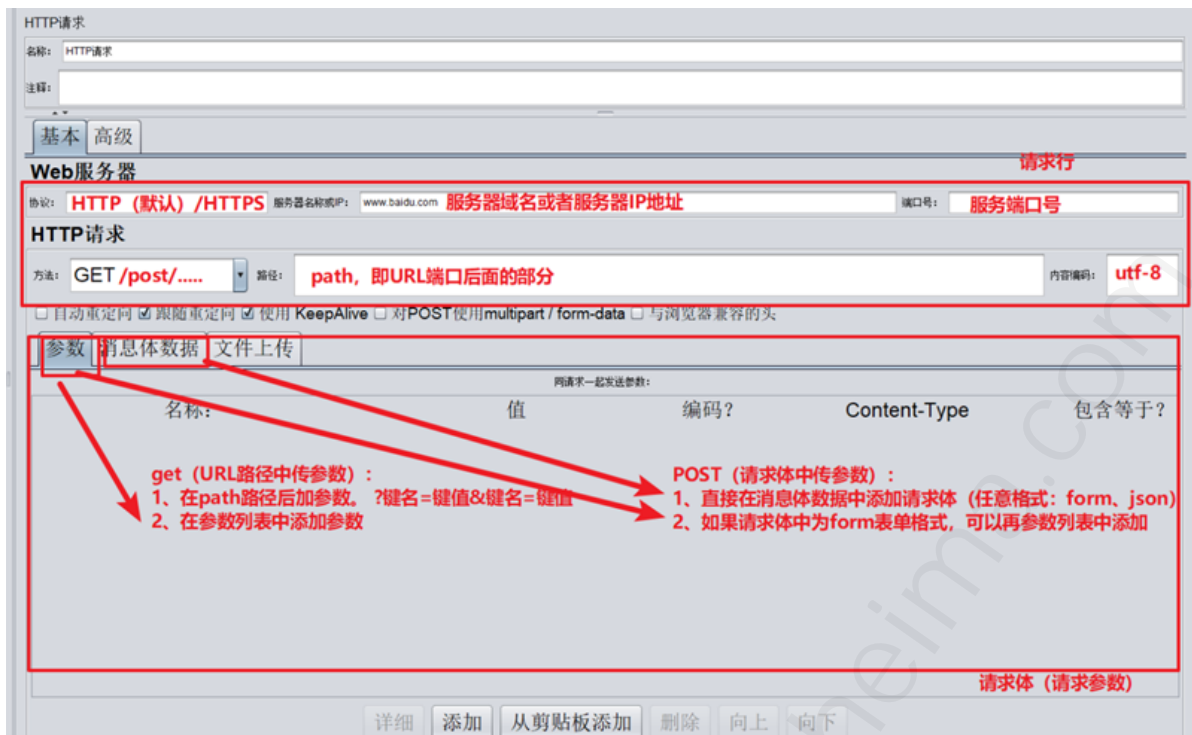 HTTP请求
名称： HTTP请求
注释：
基本 高级
请求行
Web服务器
协议： HTTP（默认）/HTTPS 服务器名称或IP： www.baidu.com 服务器域名或者服务器IP地址 端口号： 服务端口号
HTTP请求
方法： GET /post/..... 路径： path，即URL端口后面的部分 内容编码： utf-8
自动重定向 跟随重定向 使用 KeepAlive 对POST使用multipart / form-data 与浏览器兼容的头
参数 消息体数据 文件上传
同请求一起发送参数：
名称： 值 编码？ Content-Type 包含等于？
get（URL路径中传参数）：
1、在path路径后加参数。 ?键名=键值&键名=键值
2、在参数列表中添加参数
POST（请求体中传参数）：
1、直接在消息体数据中添加请求体（任意格式：form、json）
2、如果请求体中为form表单格式，可以再参数列表中添加
请求体（请求参数）
详细 添加 从剪贴板添加 删除 向上 向下